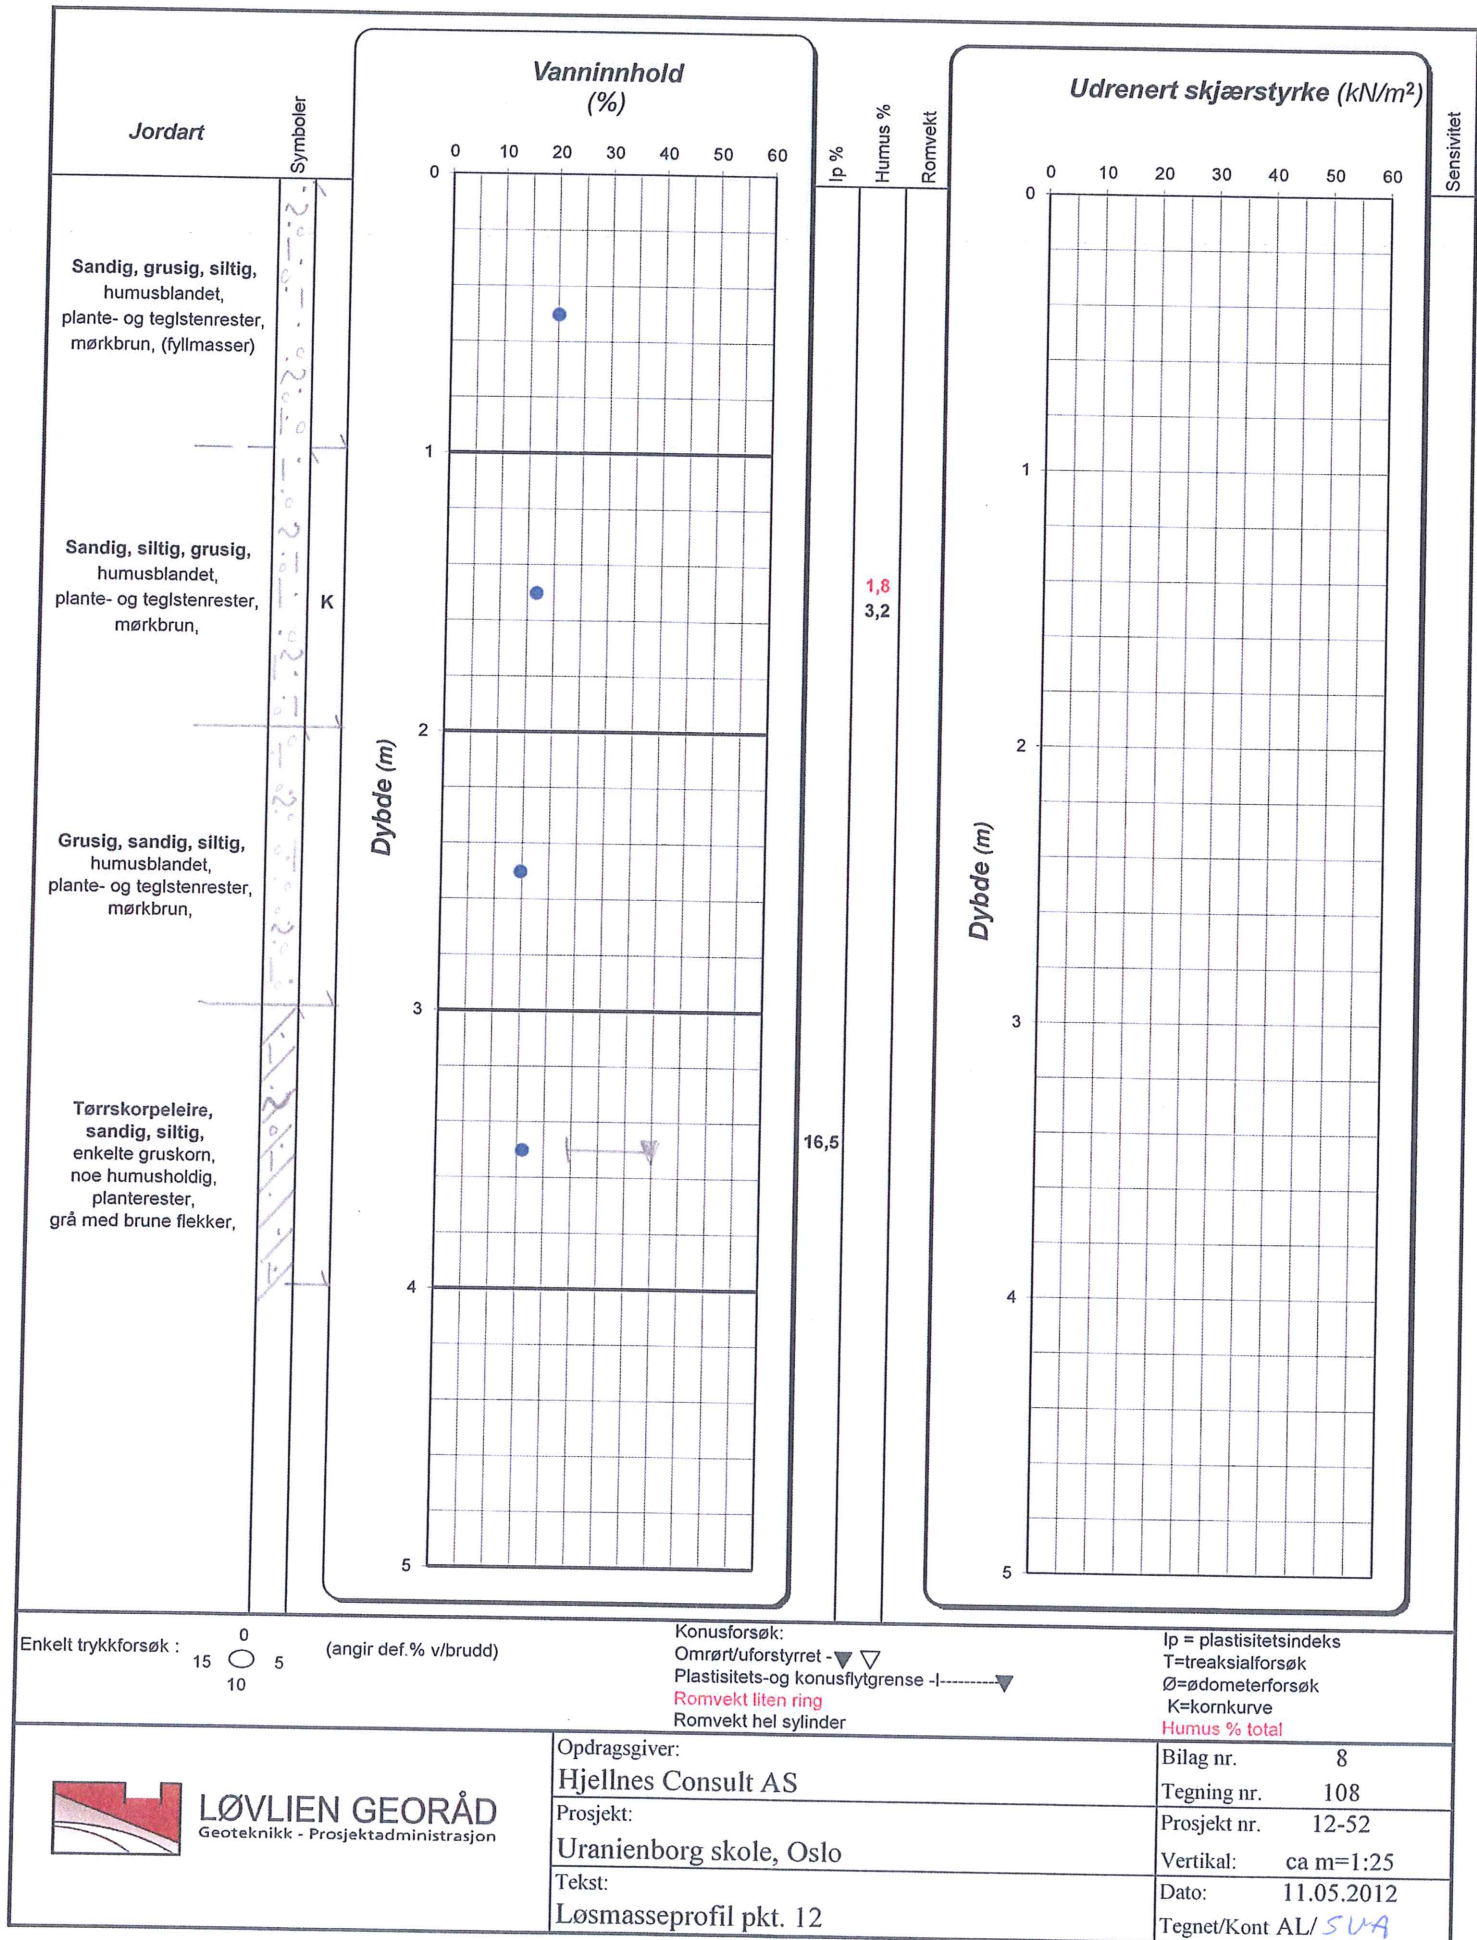 Jordart
Symboler
Vanninnhold
(%)
0 10 20 30 40 50 60
Ip %
Humus %
Romvekt
Udrenert skjærstyrke (kN/m²)
0 10 20 30 40 50 60
Sensivitet
0
1
2
3
4
5
Dybde (m)
0
1
2
3
4
5
Dybde (m)
Sandig, grusig, siltig,
humusblandet,
plante- og teglstenrester,
mørkbrun, (fyllmasser)
Sandig, siltig, grusig,
humusblandet,
plante- og teglstenrester,
mørkbrun,
K
1,8
3,2
Grusig, sandig, siltig,
humusblandet,
plante- og teglstenrester,
mørkbrun,
Tørrskorpeleire,
sandig, siltig,
enkelte gruskorn,
noe humusholdig,
planterester,
grå med brune flekker,
16,5
Enkelt trykkforsøk :
0
15 5
10
(angir def.% v/brudd)
Konusforsøk:
Omrørt/uforstyrret -▼ ▽
Plastisitets-og konusflytgrense -I----------▼
Romvekt liten ring
Romvekt hel sylinder
Ip = plastisitetsindeks
T=treaksialforsøk
Ø=ødometerforsøk
K=kornkurve
Humus % total
LØVLIEN GEORÅD
Geoteknikk - Prosjektadministrasjon
Opdragsgiver:
Hjellnes Consult AS
Prosjekt:
Uranienborg skole, Oslo
Tekst:
Løsmasseprofil pkt. 12
Bilag nr. 8
Tegning nr. 108
Prosjekt nr. 12-52
Vertikal: ca m=1:25
Dato: 11.05.2012
Tegnet/Kont AL/ SVA